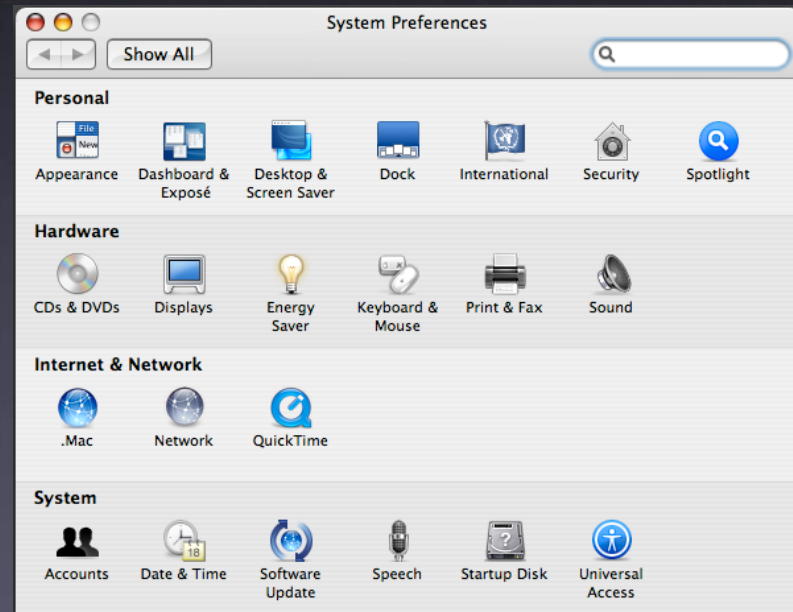 System Preferences
Show All
Personal
File
New
Appearance
Dashboard &
Exposé
Desktop &
Screen Saver
Dock
International
Security
Spotlight
Hardware
CDs & DVDs
Displays
Energy
Saver
Keyboard &
Mouse
Print & Fax
Sound
Internet & Network
.Mac
Network
QuickTime
System
18
?
Accounts
Date & Time
Software
Update
Speech
Startup Disk
Universal
Access